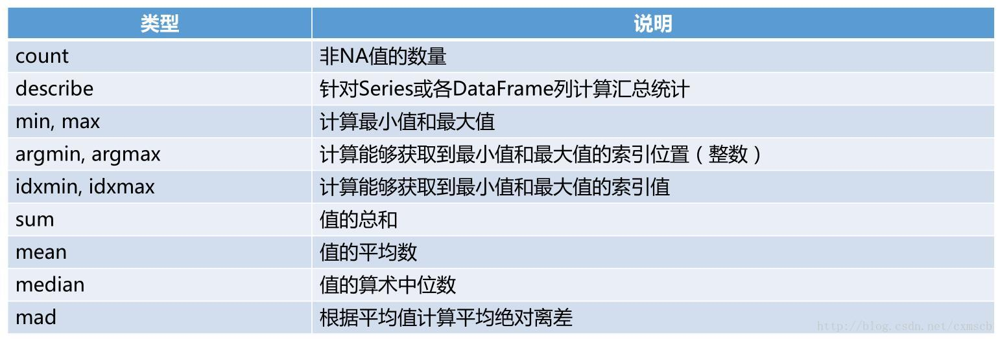 类型 说明
count 非NA值的数量
describe 针对Series或各DataFrame列计算汇总统计
min, max 计算最小值和最大值
argmin, argmax 计算能够获取到最小值和最大值的索引位置（整数）
idxmin, idxmax 计算能够获取到最小值和最大值的索引值
sum 值的总和
mean 值的平均数
median 值的算术中位数
mad 根据平均值计算平均绝对离差
http://blog.csdn.net/cxmscb